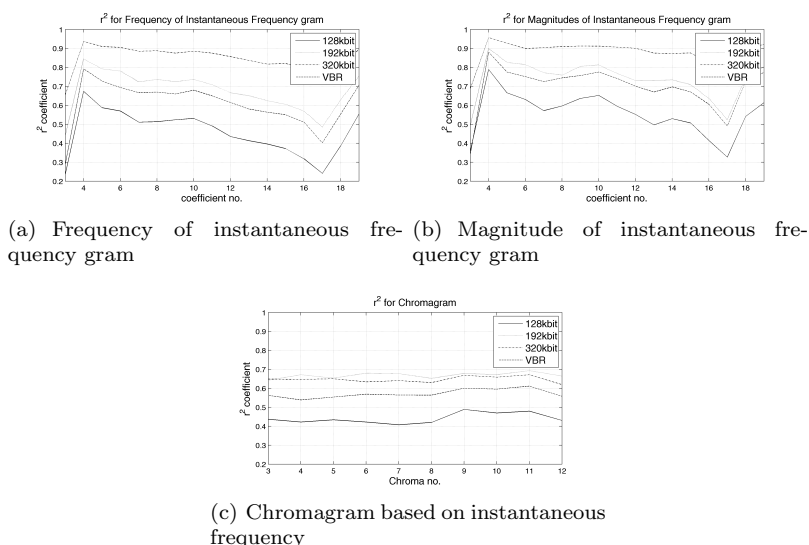 r² for Frequency of Instantaneous Frequency gram
1
0.9
0.8
0.7
0.6
0.5
0.4
0.3
0.2
r² coefficient
4 6 8 10 12 14 16 18
coefficient no.
128kbit
192kbit
320kbit
VBR
r² for Magnitudes of Instantaneous Frequency gram
1
0.9
0.8
0.7
0.6
0.5
0.4
0.3
0.2
r² coefficient
4 6 8 10 12 14 16 18
coefficient no.
128kbit
192kbit
320kbit
VBR
(a) Frequency of instantaneous fre-
quency gram
(b) Magnitude of instantaneous fre-
quency gram
r² for Chromagram
1
0.9
0.8
0.7
0.6
0.5
0.4
0.3
0.2
r² coefficient
3 4 5 6 7 8 9 10 11 12
Chroma no.
128kbit
192kbit
320kbit
VBR
(c) Chromagram based on instantaneous
frequency